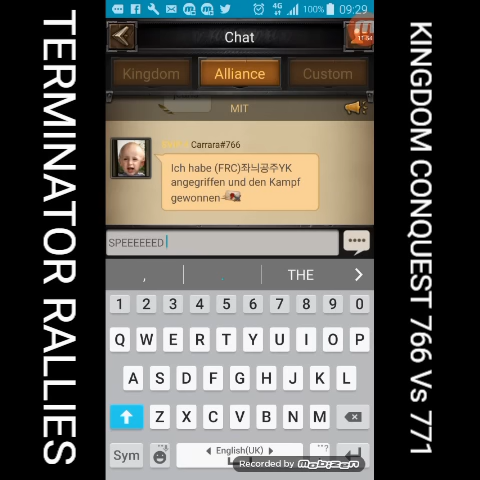 TERMINATOR RALLIES
KINGDOM CONQUEST 766 Vs 771
4G 100% 09:29
Chat
Kingdom Alliance Custom
MIT
Carrara#766
Ich habe (FRC)좌늬공주YK
angegriffen und den Kampf
gewonnen
SPEEEEEED
, . THE
1 2 3 4 5 6 7 8 9 0
Q W E R T Y U I O P
A S D F G H J K L
Z X C V B N M
Sym English(UK)
Recorded by mobizen